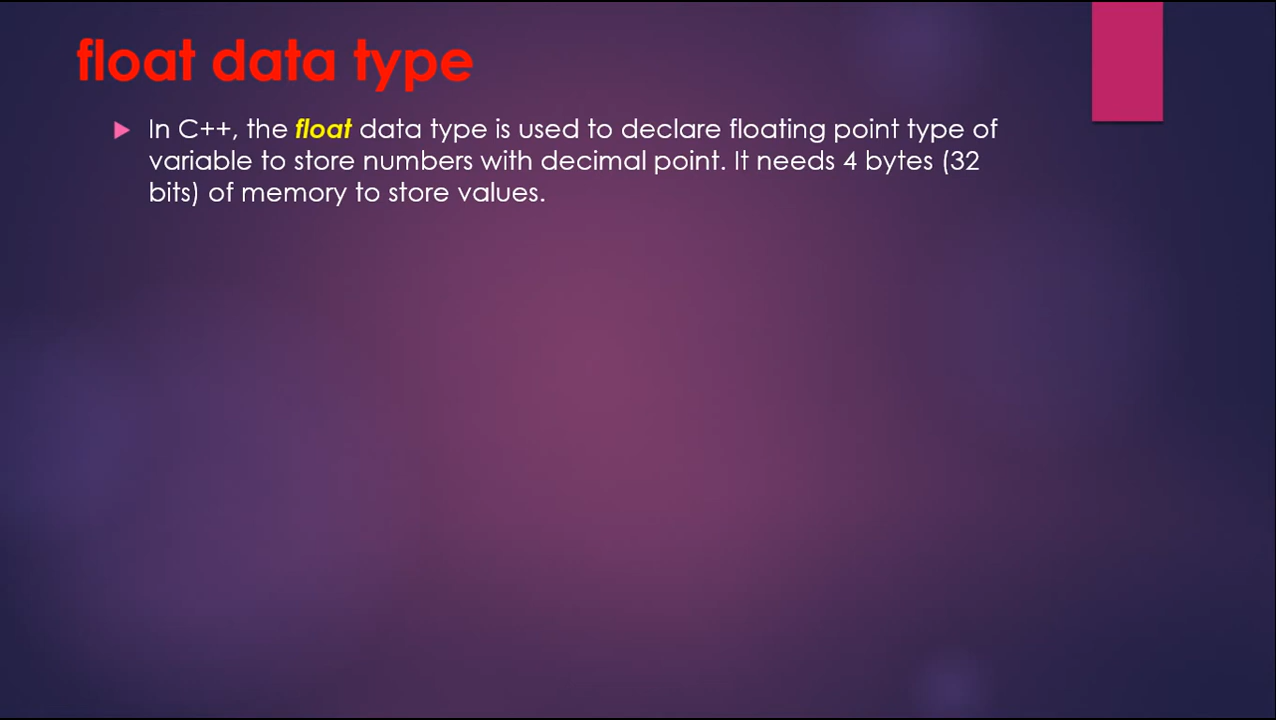 float data type
In C++, the float data type is used to declare floating point type of
variable to store numbers with decimal point. It needs 4 bytes (32
bits) of memory to store values.